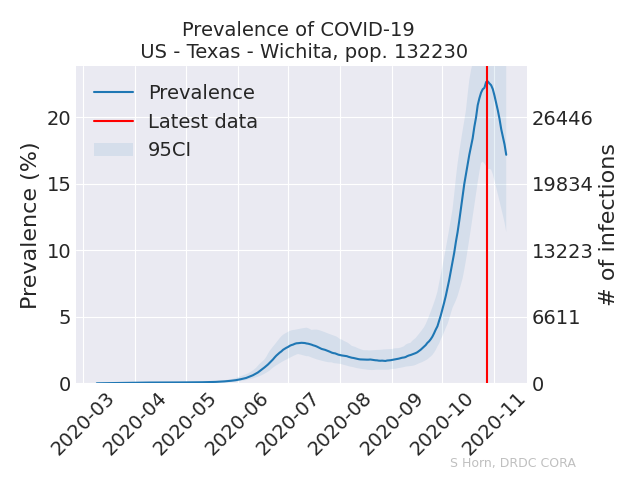 Prevalence of COVID-19
US - Texas - Wichita, pop. 132230
Prevalence
Latest data
95CI
Prevalence (%)
20
15
10
5
0
26446
19834
13223
6611
0
# of infections
2020-03
2020-04
2020-05
2020-06
2020-07
2020-08
2020-09
2020-10
2020-11
S Horn, DRDC CORA